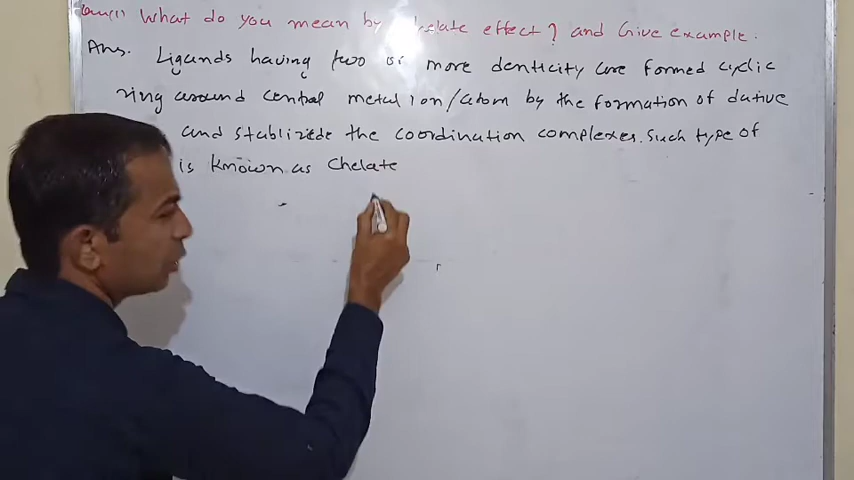 What do you mean by Chelate effect? and Give example.
Ans. Ligands having two or more denticity are formed cyclic
ring around central metal ion/atom by the formation of dative
and stablizede the coordination complexes. Such type of
is known as Chelate